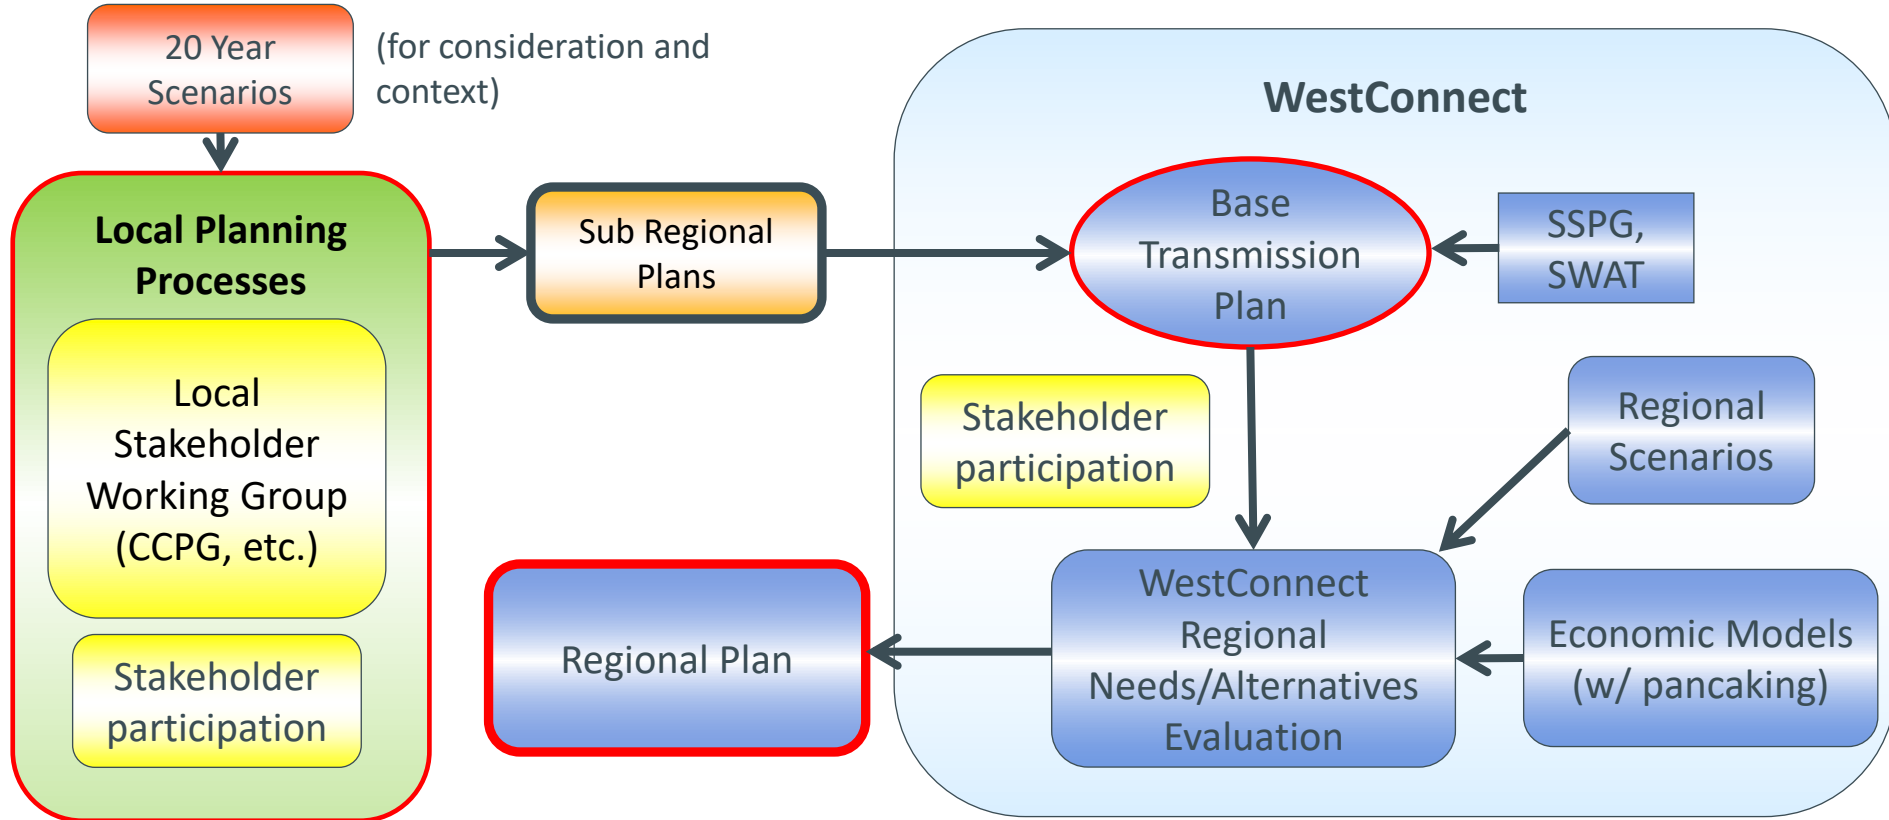 20 Year
Scenarios
(for consideration and
context)
Local Planning
Processes
Local
Stakeholder
Working Group
(CCPG, etc.)
Stakeholder
participation
Sub Regional
Plans
WestConnect
Base
Transmission
Plan
SSPG,
SWAT
Stakeholder
participation
Regional
Scenarios
WestConnect
Regional
Needs/Alternatives
Evaluation
Economic Models
(w/ pancaking)
Regional Plan